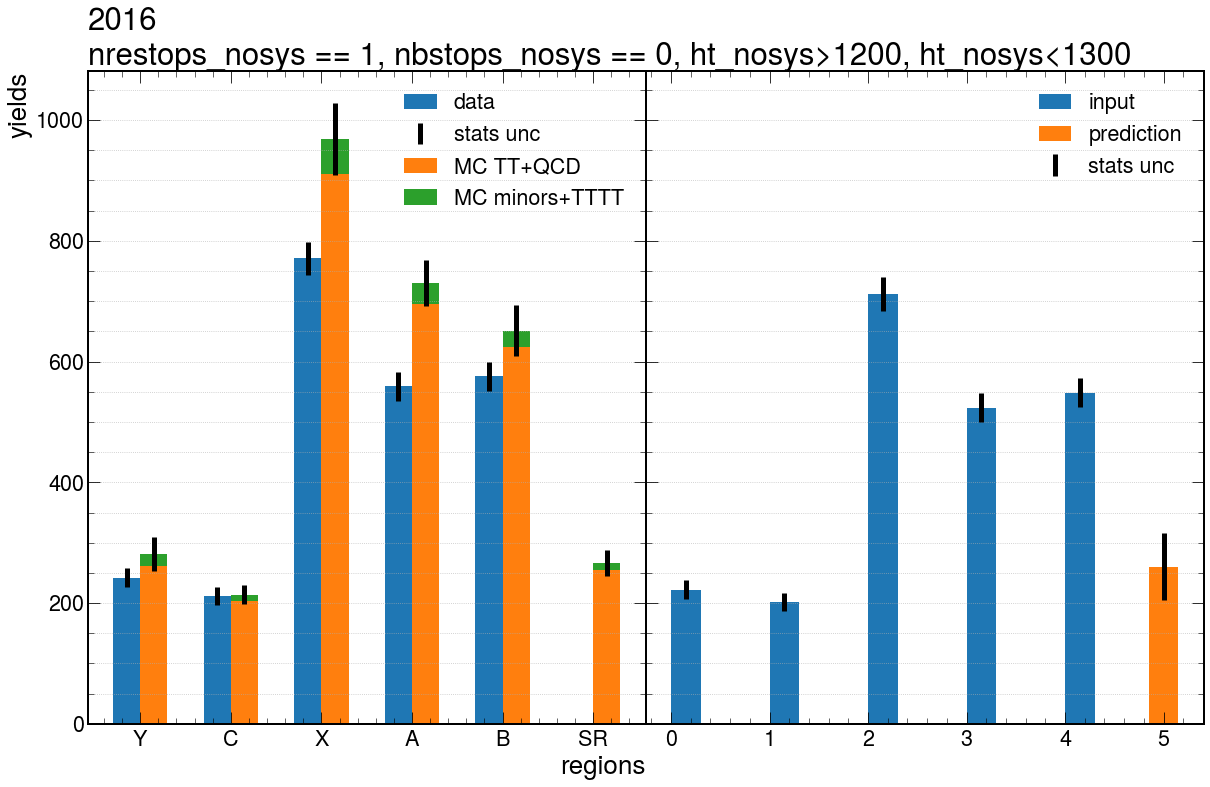 2016
nrestops_nosys == 1, nbstops_nosys == 0, ht_nosys>1200, ht_nosys<1300
yields
1000
800
600
400
200
0
data
stats unc
MC TT+QCD
MC minors+TTTT
input
prediction
stats unc
Y C X A B SR
0 1 2 3 4 5
regions